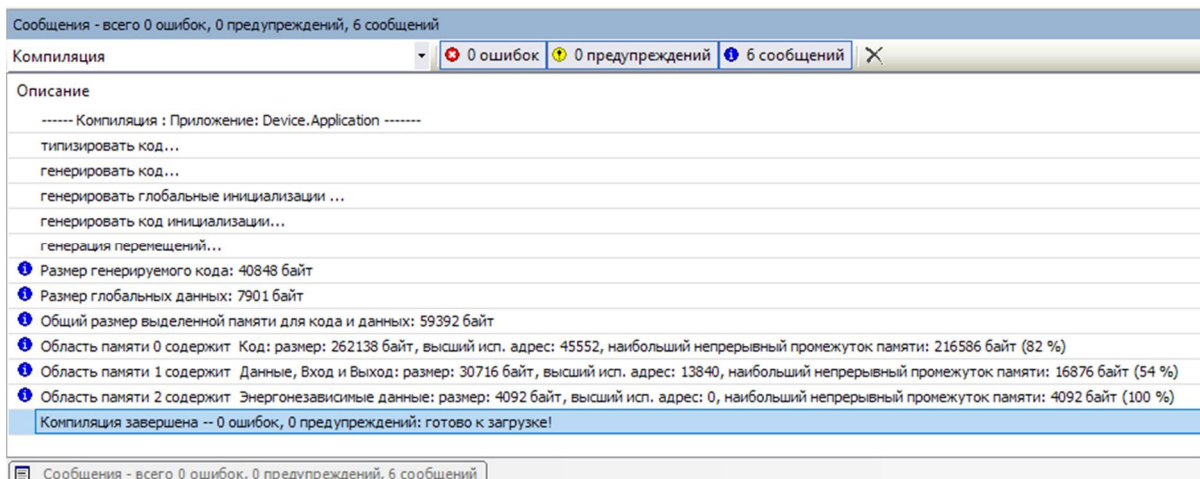 Сообщения - всего 0 ошибок, 0 предупреждений, 6 сообщений
Компиляция 0 ошибок 0 предупреждений 6 сообщений
Описание
------ Компиляция : Приложение: Device.Application -------
типизировать код...
генерировать код...
генерировать глобальные инициализации ...
генерировать код инициализации...
генерация перемещений...
Размер генерируемого кода: 40848 байт
Размер глобальных данных: 7901 байт
Общий размер выделенной памяти для кода и данных: 59392 байт
Область памяти 0 содержит Код: размер: 262138 байт, высший исп. адрес: 45552, наибольший непрерывный промежуток памяти: 216586 байт (82 %)
Область памяти 1 содержит Данные, Вход и Выход: размер: 30716 байт, высший исп. адрес: 13840, наибольший непрерывный промежуток памяти: 16876 байт (54 %)
Область памяти 2 содержит Энергонезависимые данные: размер: 4092 байт, высший исп. адрес: 0, наибольший непрерывный промежуток памяти: 4092 байт (100 %)
Компиляция завершена -- 0 ошибок, 0 предупреждений: готово к загрузке!
Сообщения - всего 0 ошибок, 0 предупреждений, 6 сообщений